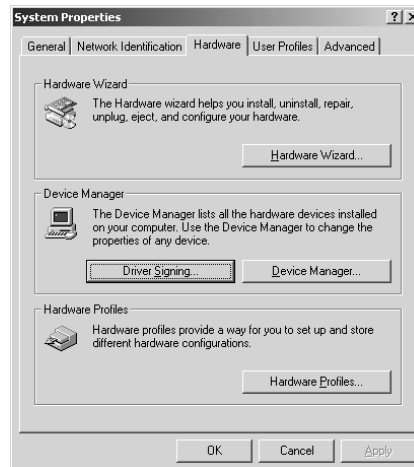 System Properties
General
Network Identification
Hardware
User Profiles
Advanced
Hardware Wizard
The Hardware wizard helps you install, uninstall, repair,
unplug, eject, and configure your hardware.
Hardware Wizard...
Device Manager
The Device Manager lists all the hardware devices installed
on your computer. Use the Device Manager to change the
properties of any device.
Driver Signing...
Device Manager...
Hardware Profiles
Hardware profiles provide a way for you to set up and store
different hardware configurations.
Hardware Profiles...
OK
Cancel
Apply